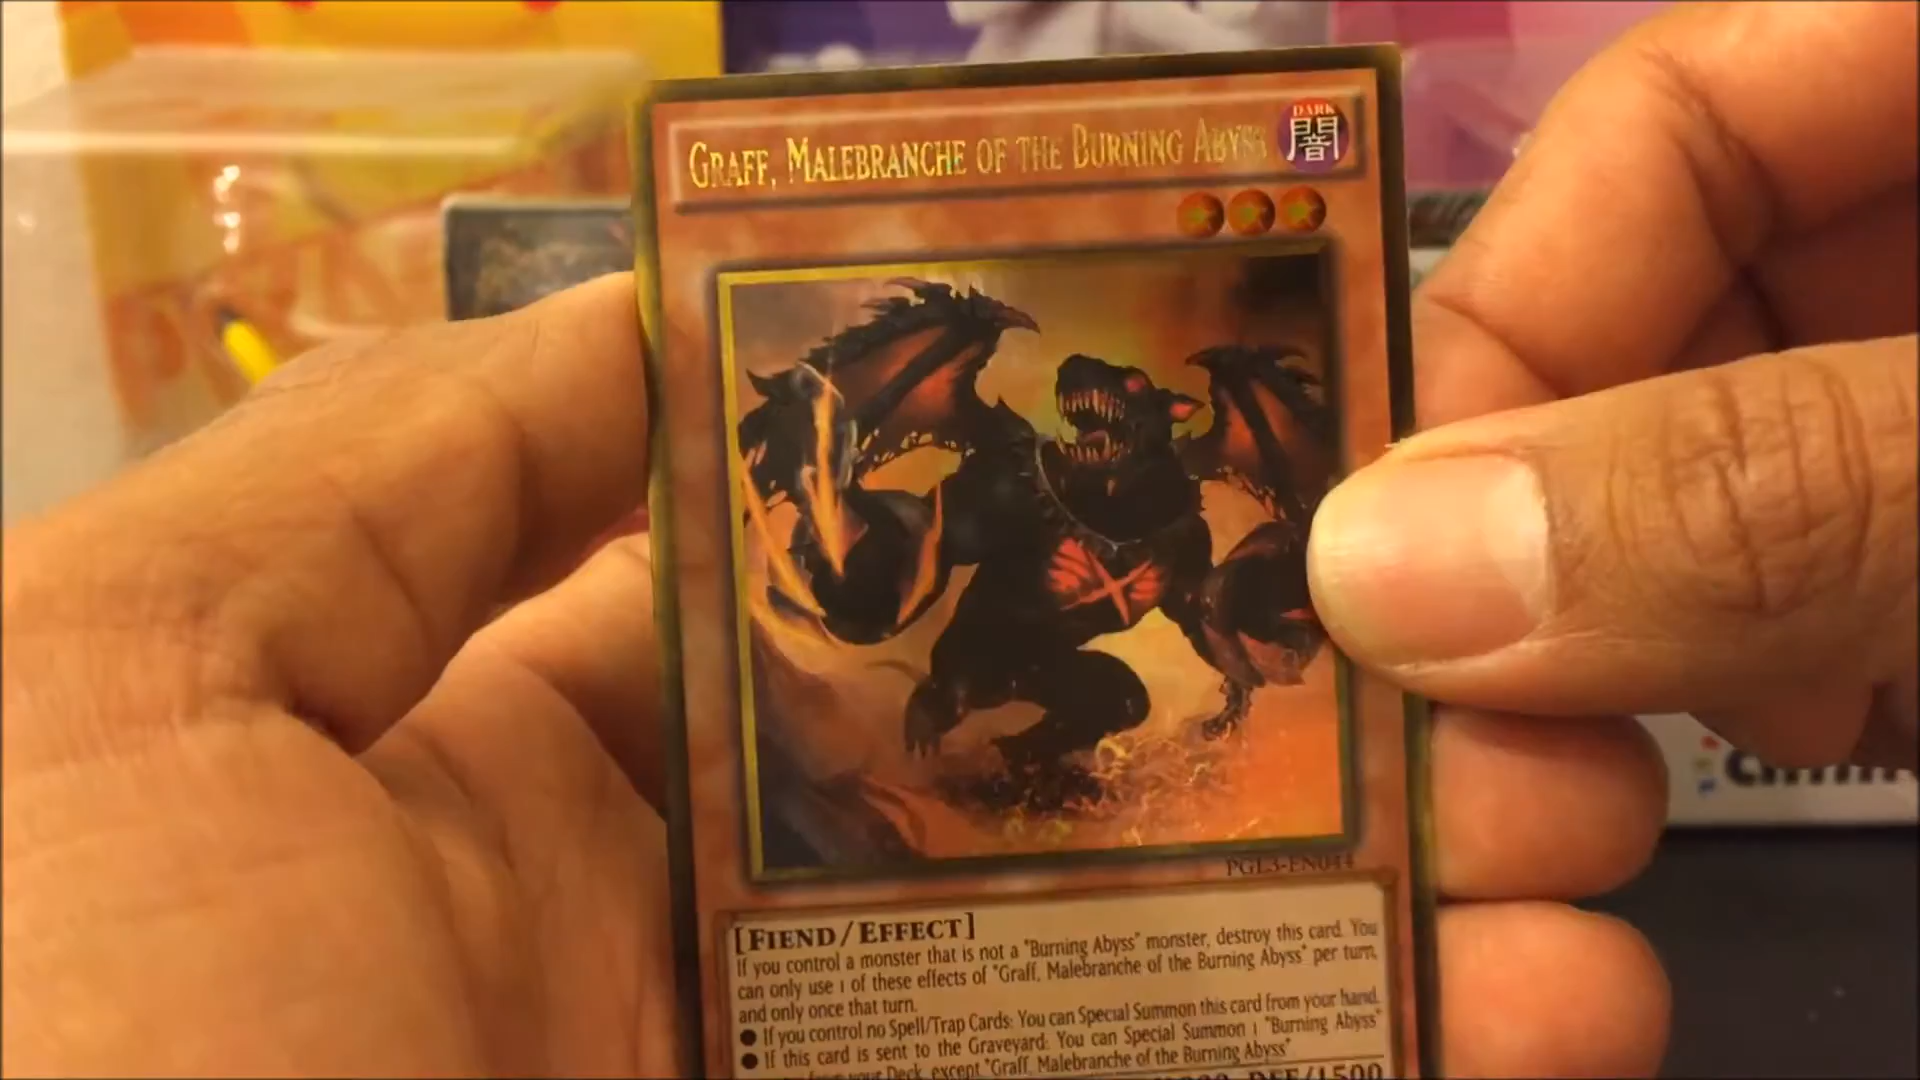 GRAFF, MALEBRANCHE OF THE BURNING ABYSS
DARK
闇
PGL3-EN044
[FIEND/EFFECT]
If you control a monster that is not a "Burning Abyss" monster, destroy this card. You
can only use 1 of these effects of "Graff, Malebranche of the Burning Abyss" per turn,
and only once that turn.
● If you control no Spell/Trap Cards: You can Special Summon this card from your hand.
● If this card is sent to the Graveyard: You can Special Summon 1 "Burning Abyss"
from your Deck, except "Graff, Malebranche of the Burning Abyss"
DEF/1500